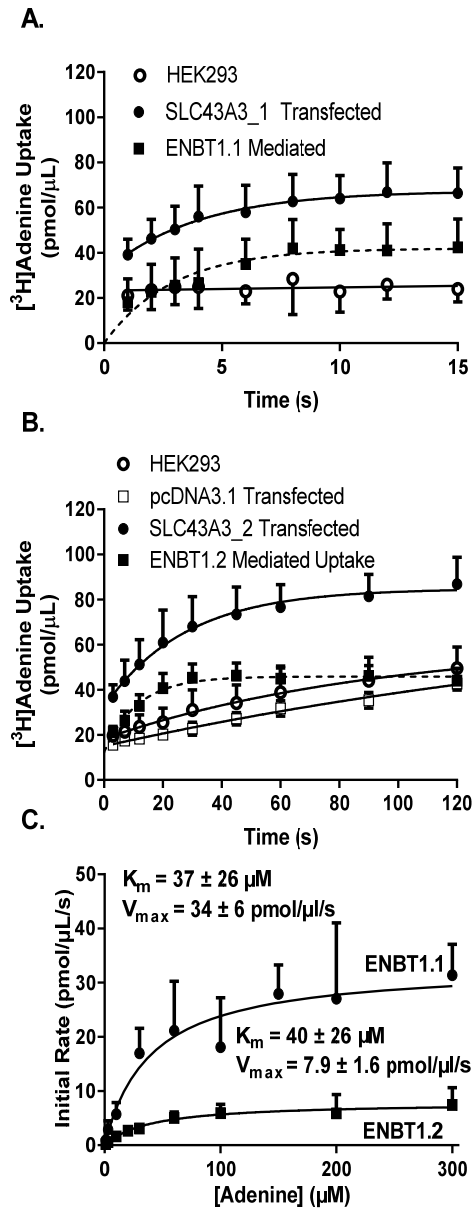 A.
120
100
80
60
40
20
0
[³H]Adenine Uptake
(pmol/µL)
HEK293
SLC43A3_1 Transfected
ENBT1.1 Mediated
0 5 10 15
Time (s)
B.
120
100
80
60
40
20
0
[³H]Adenine Uptake
(pmol/µL)
HEK293
pcDNA3.1 Transfected
SLC43A3_2 Transfected
ENBT1.2 Mediated Uptake
0 20 40 60 80 100 120
Time (s)
C.
50
40
30
20
10
0
Initial Rate (pmol/µL/s)
Km = 37 ± 26 µM
Vmax = 34 ± 6 pmol/µl/s
ENBT1.1
Km = 40 ± 26 µM
Vmax = 7.9 ± 1.6 pmol/µl/s
ENBT1.2
0 100 200 300
[Adenine] (µM)